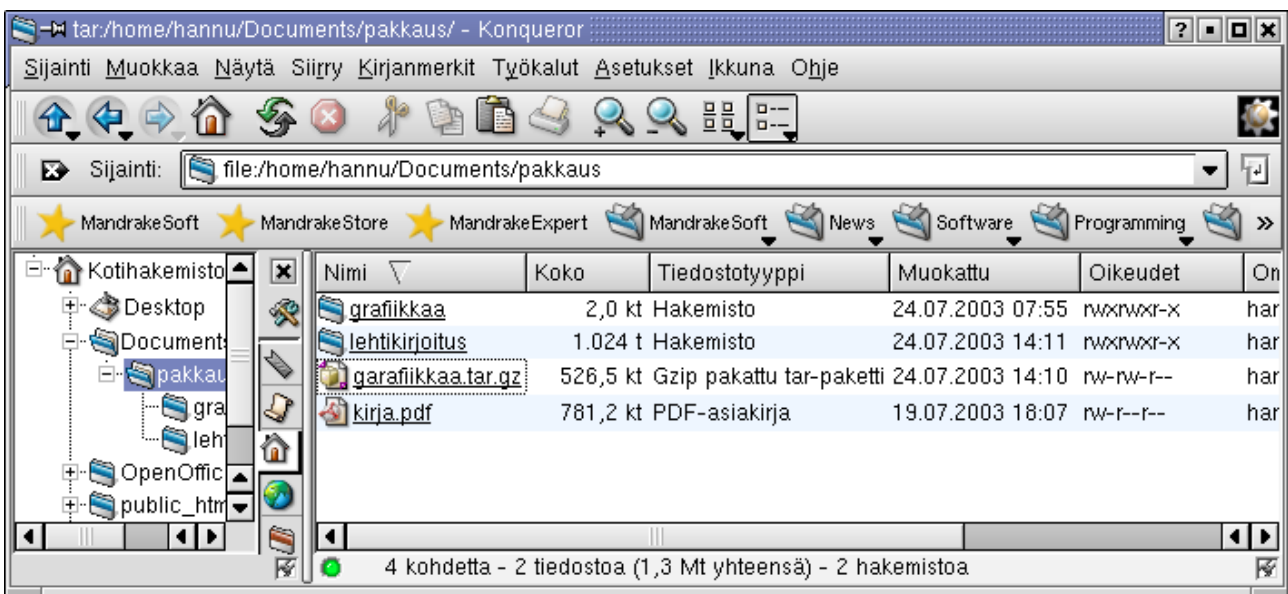 tar:/home/hannu/Documents/pakkaus/ - Konqueror
Sijainti Muokkaa Näytä Siirry Kirjanmerkit Työkalut Asetukset Ikkuna Ohje
Sijainti: file:/home/hannu/Documents/pakkaus
MandrakeSoft MandrakeStore MandrakeExpert MandrakeSoft News Software Programming »
Kotihakemisto Nimi Koko Tiedostotyyppi Muokattu Oikeudet Om
Desktop grafiikkaa 2,0 kt Hakemisto 24.07.2003 07:55 rwxrwxr-x han
Documents lehtikirjoitus 1.024 t Hakemisto 24.07.2003 14:11 rwxrwxr-x han
pakkau garafiikkaa.tar.gz 526,5 kt Gzip pakattu tar-paketti 24.07.2003 14:10 rw-rw-r-- han
gra kirja.pdf 781,2 kt PDF-asiakirja 19.07.2003 18:07 rw-r--r-- han
leh
OpenOffic
public_htm
4 kohdetta - 2 tiedostoa (1,3 Mt yhteensä) - 2 hakemistoa